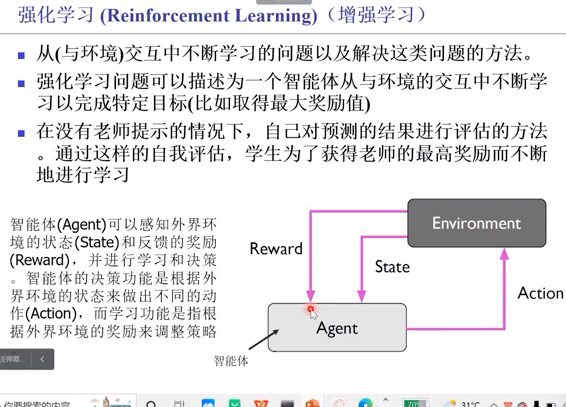 强化学习 (Reinforcement Learning)（增强学习）
从(与环境)交互中不断学习的问题以及解决这类问题的方法。
强化学习问题可以描述为一个智能体从与环境的交互中不断学
习以完成特定目标(比如取得最大奖励值)
在没有老师提示的情况下，自己对预测的结果进行评估的方法
。通过这样的自我评估，学生为了获得老师的最高奖励而不断
地进行学习
智能体(Agent)可以感知外界环
境的状态(State)和反馈的奖励
(Reward)，并进行学习和决策
。智能体的决策功能是根据外
界环境的状态来做出不同的动
作(Action)，而学习功能是指根
据外界环境的奖励来调整策略
Environment
Reward
State
Action
Agent
智能体
你要搜索的内容
70%
31°C